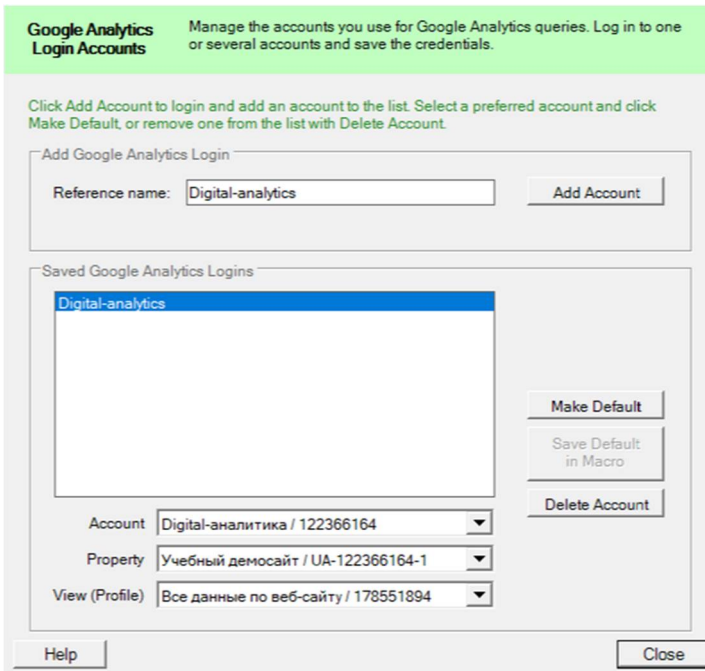 Google Analytics
Login Accounts
Manage the accounts you use for Google Analytics queries. Log in to one
or several accounts and save the credentials.
Click Add Account to login and add an account to the list. Select a preferred account and click
Make Default, or remove one from the list with Delete Account.
Add Google Analytics Login
Reference name: Digital-analytics Add Account
Saved Google Analytics Logins
Digital-analytics
Make Default
Save Default
in Macro
Delete Account
Account Digital-аналитика / 122366164
Property Учебный демосайт / UA-122366164-1
View (Profile) Все данные по веб-сайту / 178551894
Help Close